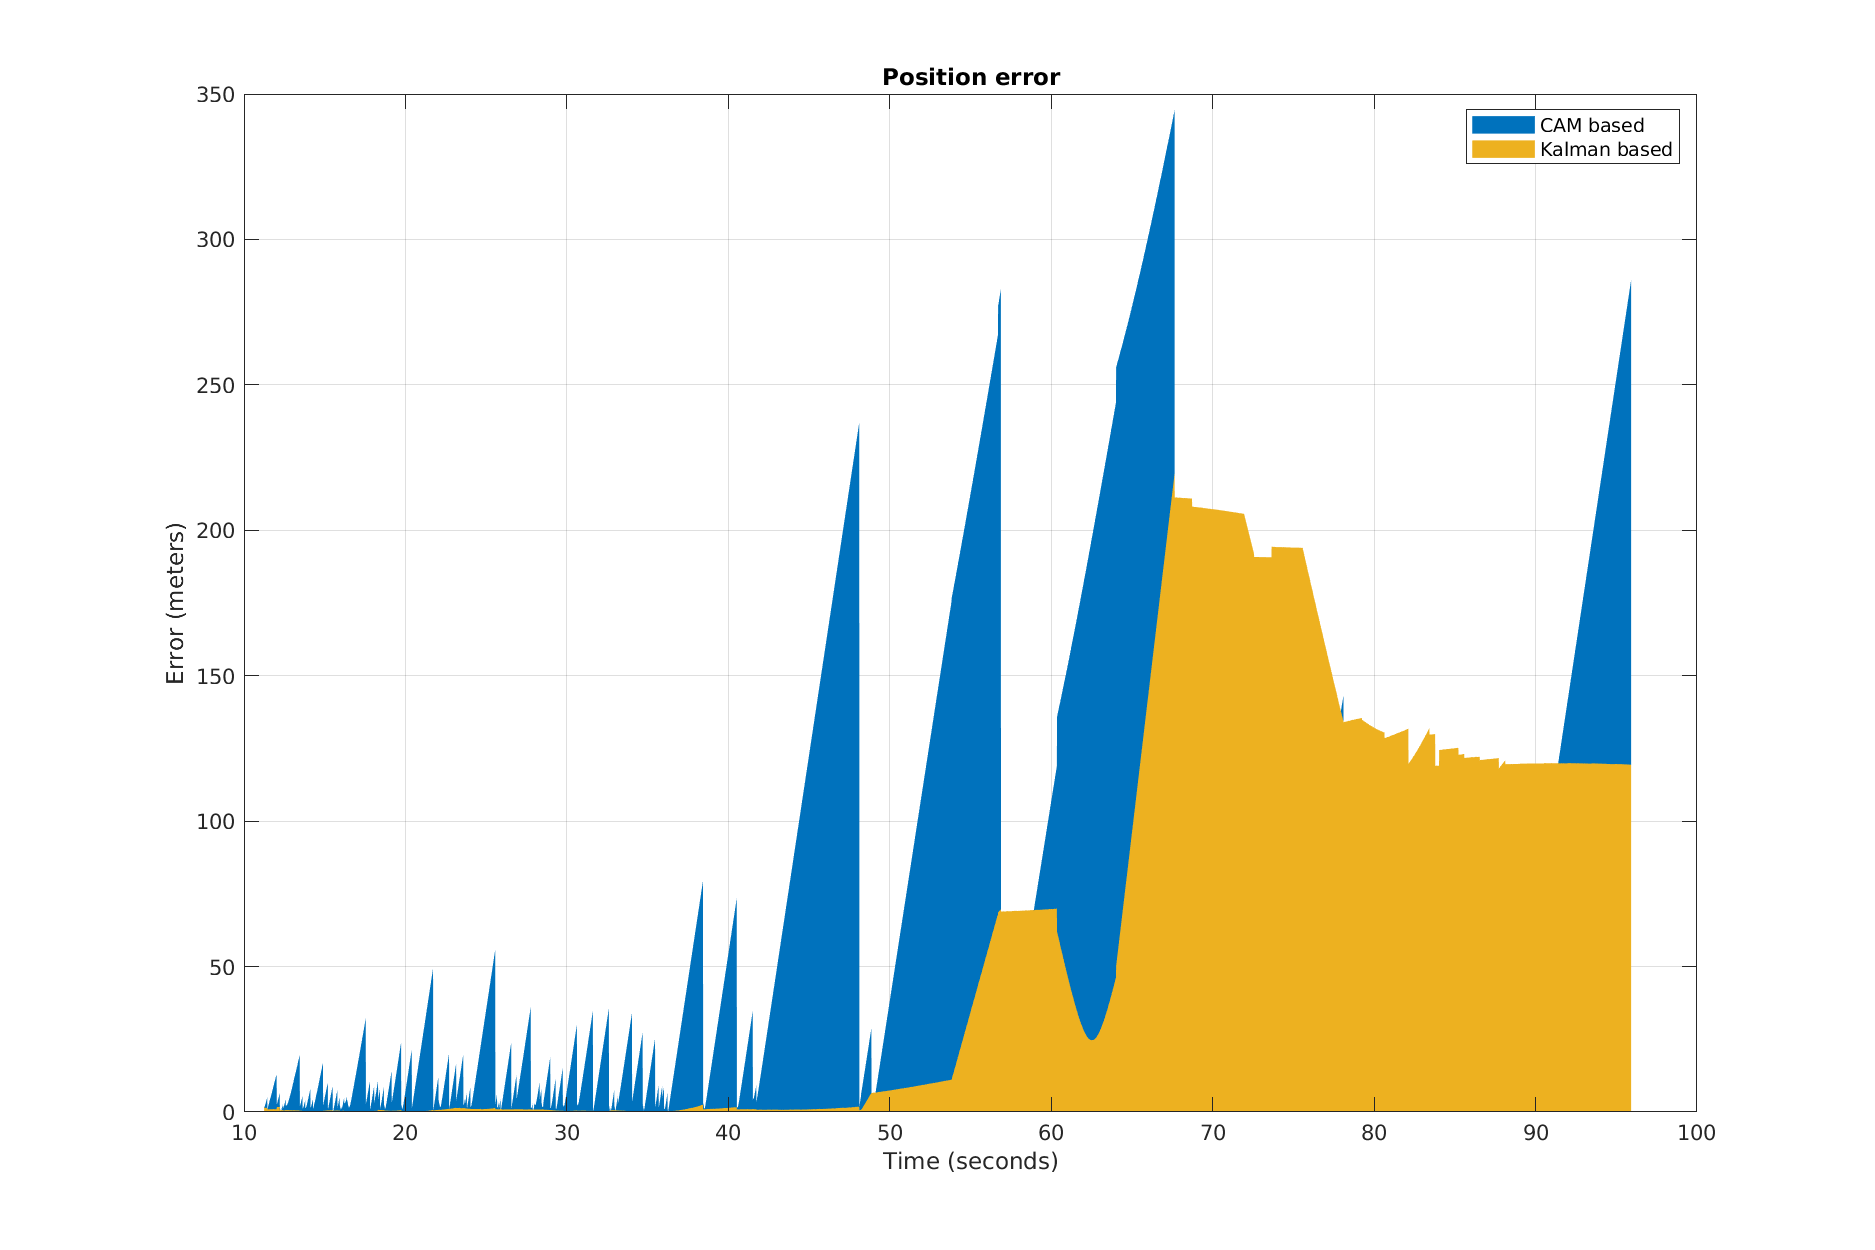 Position error
CAM based
Kalman based
350
300
250
200
150
100
50
0
Error (meters)
10 20 30 40 50 60 70 80 90 100
Time (seconds)